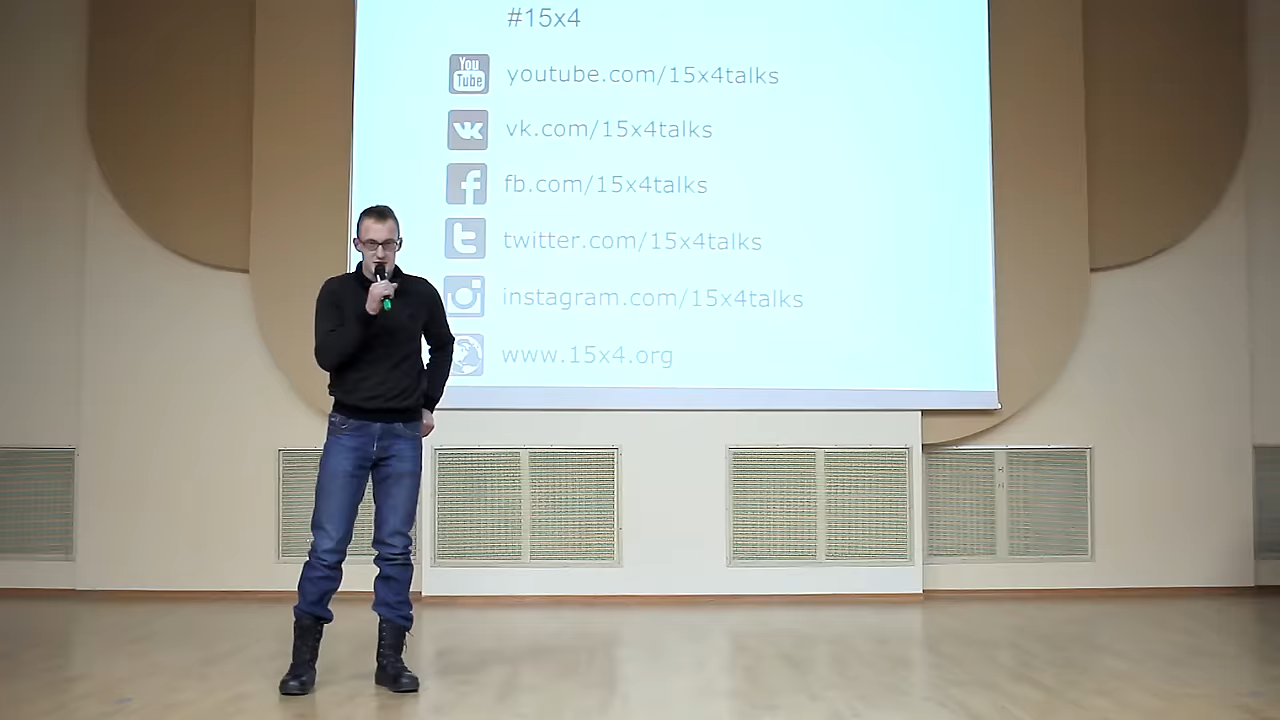 #15x4
You
Tube
youtube.com/15x4talks
vk.com/15x4talks
fb.com/15x4talks
twitter.com/15x4talks
instagram.com/15x4talks
www.15x4.org